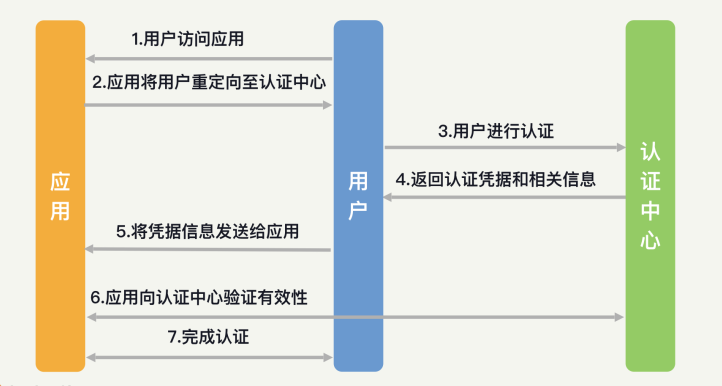 1.用户访问应用
2.应用将用户重定向至认证中心
3.用户进行认证
4.返回认证凭据和相关信息
5.将凭据信息发送给应用
6.应用向认证中心验证有效性
7.完成认证
应用
用户
认证中心